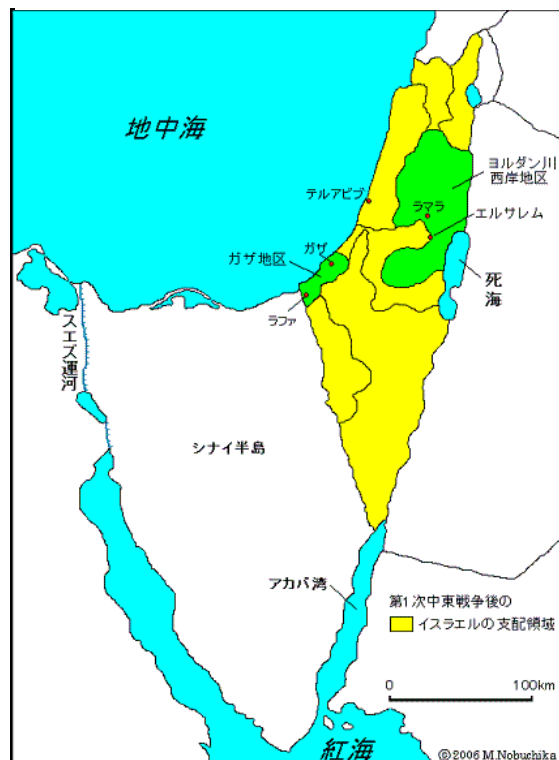 地中海
ヨルダン川
西岸地区
テルアビブ
ラマラ
エルサレム
ガザ
ガザ地区
死海
ラファ
スエズ運河
シナイ半島
アカバ湾
第1次中東戦争後の
イスラエルの支配領域
0 100km
紅海
©2006 M.Nobuchika